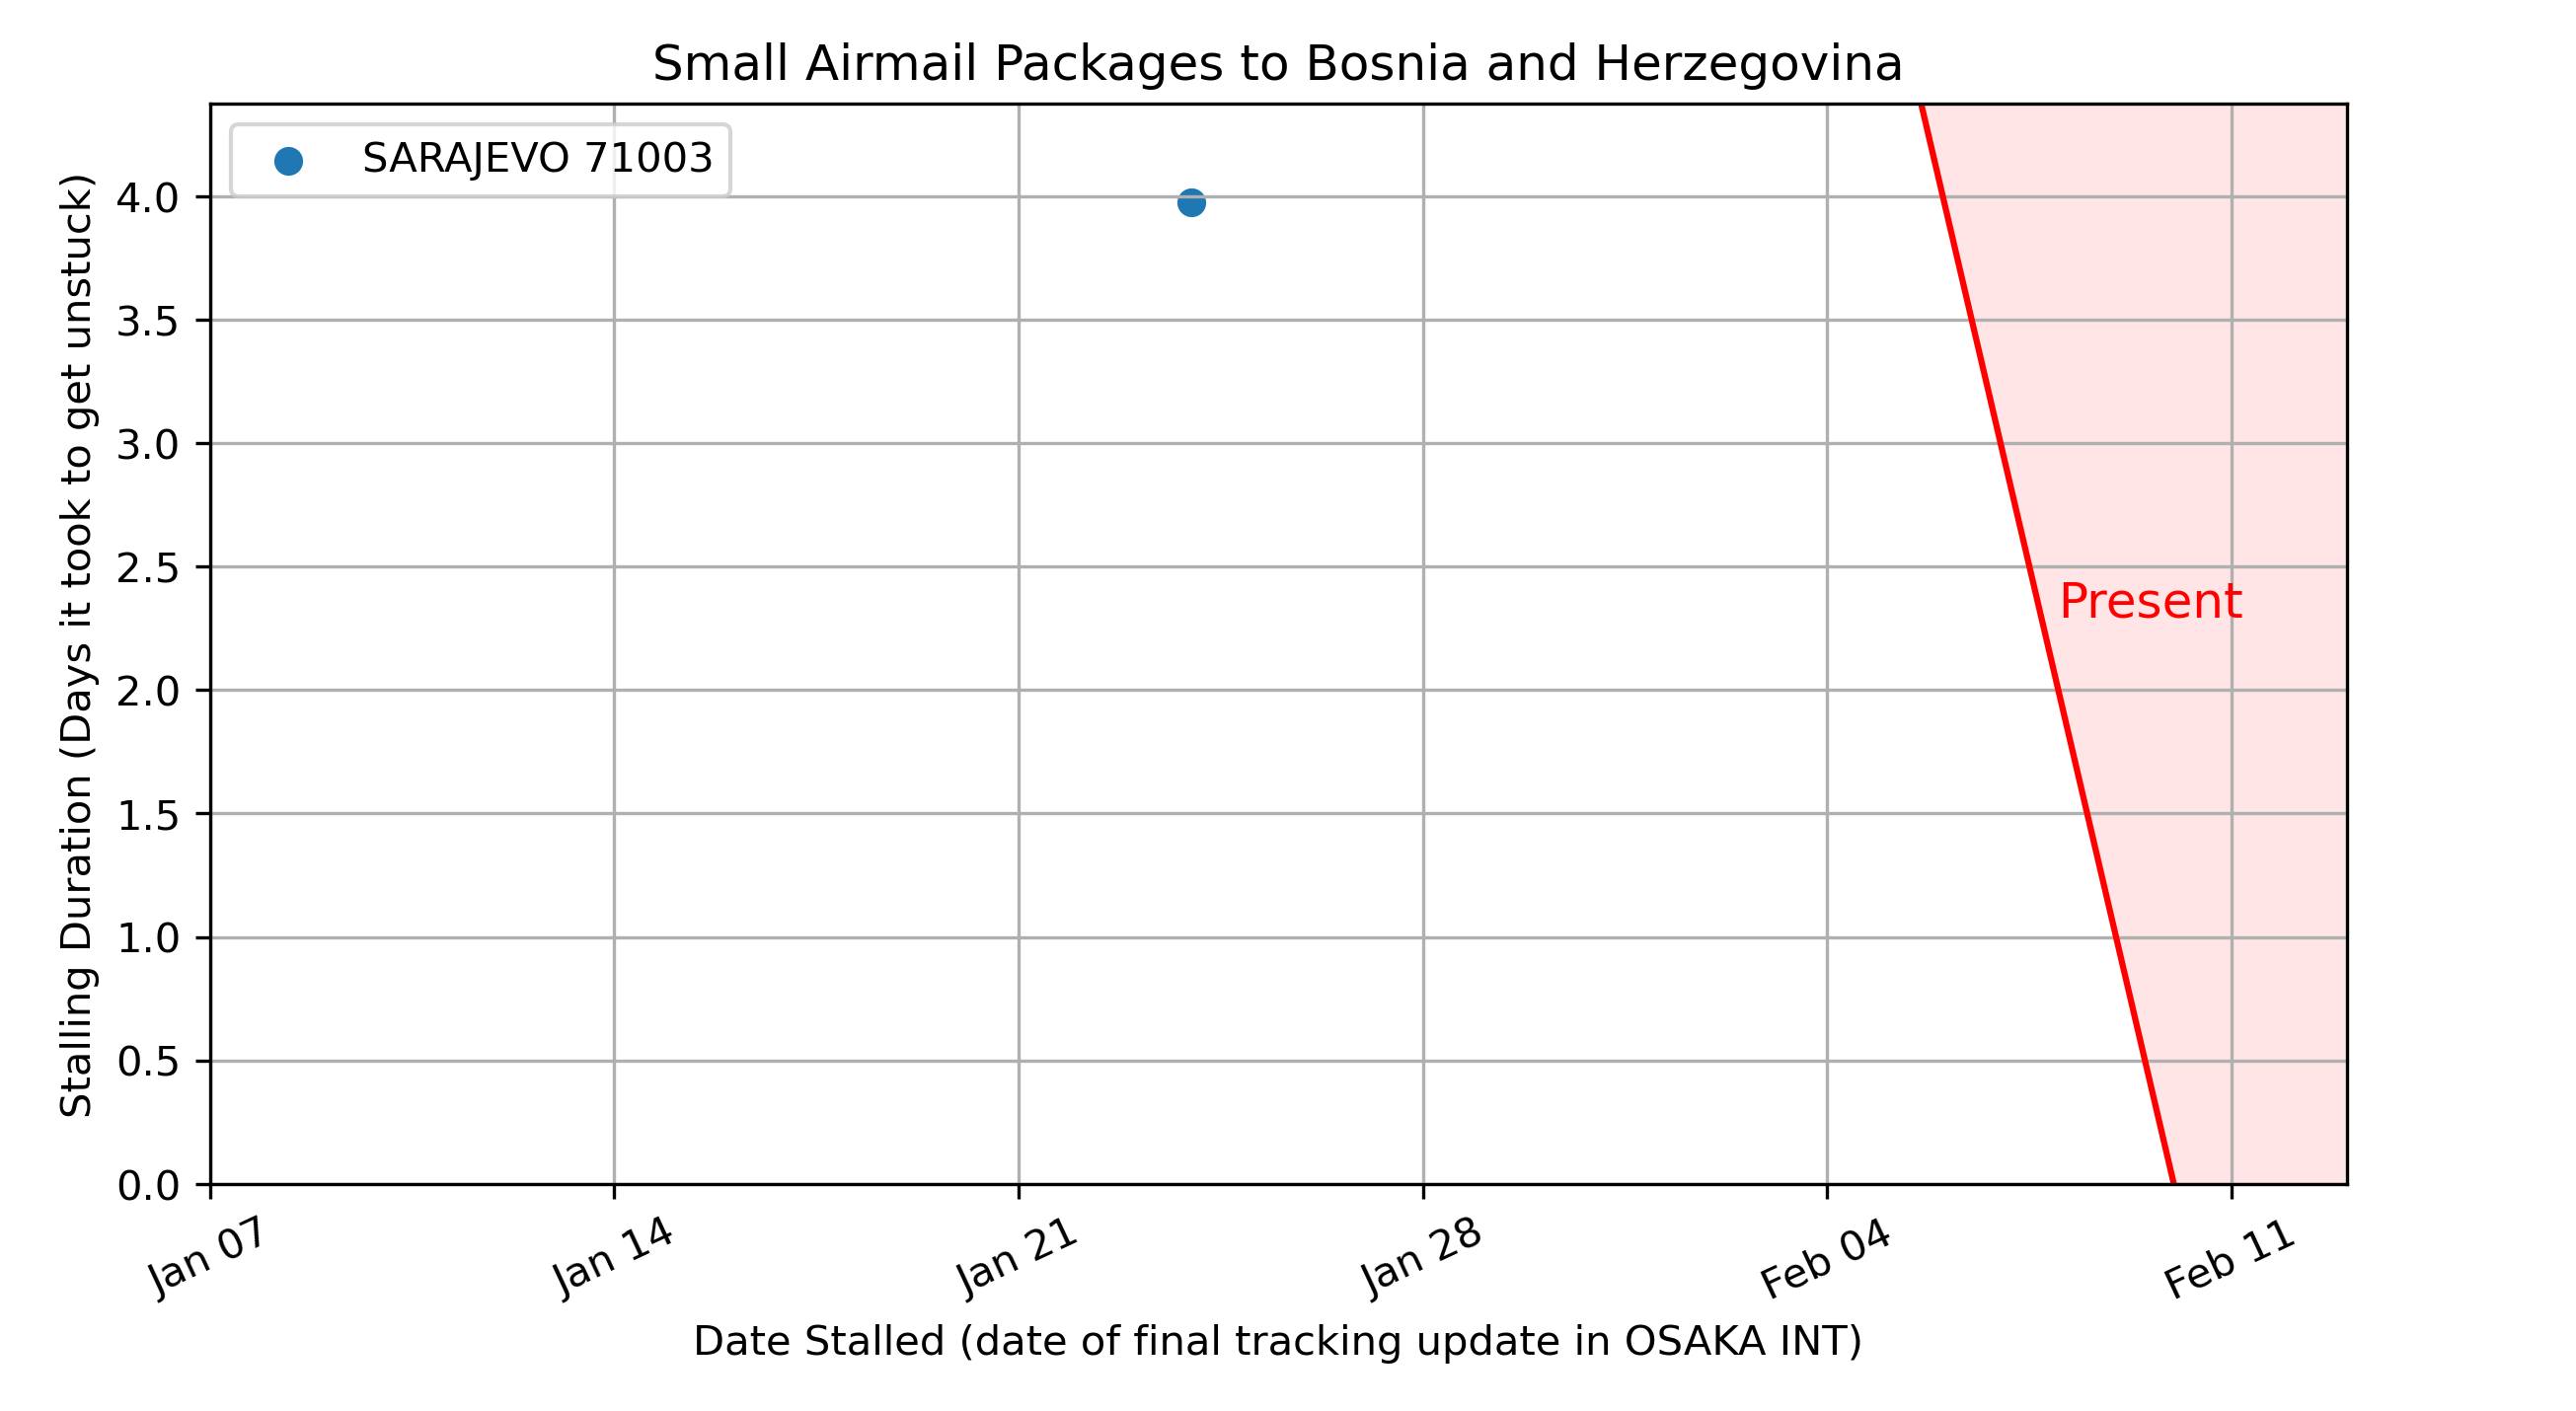 Small Airmail Packages to Bosnia and Herzegovina
SARAJEVO 71003
Stalling Duration (Days it took to get unstuck)
4.0
3.5
3.0
2.5
2.0
1.5
1.0
0.5
0.0
Present
Jan 07
Jan 14
Jan 21
Jan 28
Feb 04
Feb 11
Date Stalled (date of final tracking update in OSAKA INT)